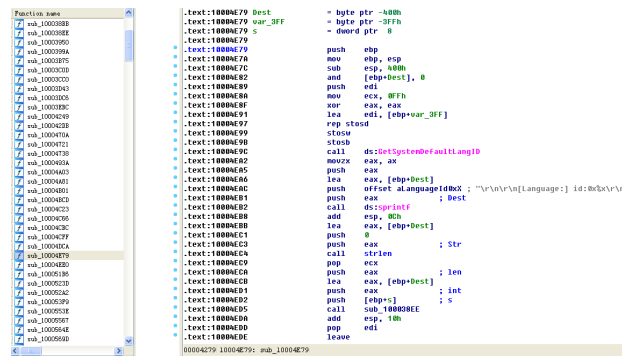 Function name
sub_100038BB
sub_100038EE
sub_10003950
sub_1000399A
sub_10003B75
sub_10003C0D
sub_10003CC0
sub_10003D43
sub_10003DC6
sub_10003EBC
sub_10004249
sub_100042BB
sub_1000470A
sub_10004721
sub_10004738
sub_1000493A
sub_10004A03
sub_10004A81
sub_10004B01
sub_10004BCD
sub_10004C23
sub_10004C66
sub_10004CBC
sub_10004CFF
sub_10004DCA
sub_10004E79
sub_10004EE0
sub_100051B6
sub_1000523D
sub_100052A2
sub_100053F9
sub_1000553E
sub_10005567
sub_1000564E
sub_1000569D
.text:10004E79 Dest = byte ptr -400h
.text:10004E79 var_3FF = byte ptr -3FFh
.text:10004E79 s = dword ptr 8
.text:10004E79
.text:10004E79 push ebp
.text:10004E7A mov ebp, esp
.text:10004E7C sub esp, 400h
.text:10004E82 and [ebp+Dest], 0
.text:10004E89 push edi
.text:10004E8A mov ecx, 0FFh
.text:10004E8F xor eax, eax
.text:10004E91 lea edi, [ebp+var_3FF]
.text:10004E97 rep stosd
.text:10004E99 stosw
.text:10004E9B stosb
.text:10004E9C call ds:GetSystemDefaultLangID
.text:10004EA2 movzx eax, ax
.text:10004EA5 push eax
.text:10004EA6 lea eax, [ebp+Dest]
.text:10004EAC push offset aLanguageId0xX ; "\r\n\r\n[Language:] id:0x%x\r\n
.text:10004EB1 push eax ; Dest
.text:10004EB2 call ds:sprintf
.text:10004EB8 add esp, 0Ch
.text:10004EBB lea eax, [ebp+Dest]
.text:10004EC1 push 0
.text:10004EC3 push eax ; Str
.text:10004EC4 call strlen
.text:10004EC9 pop ecx
.text:10004ECA push eax ; len
.text:10004ECB lea eax, [ebp+Dest]
.text:10004ED1 push eax ; int
.text:10004ED2 push [ebp+s] ; s
.text:10004ED5 call sub_100038EE
.text:10004EDA add esp, 10h
.text:10004EDD pop edi
.text:10004EDE leave
00004279 10004E79: sub_10004E79